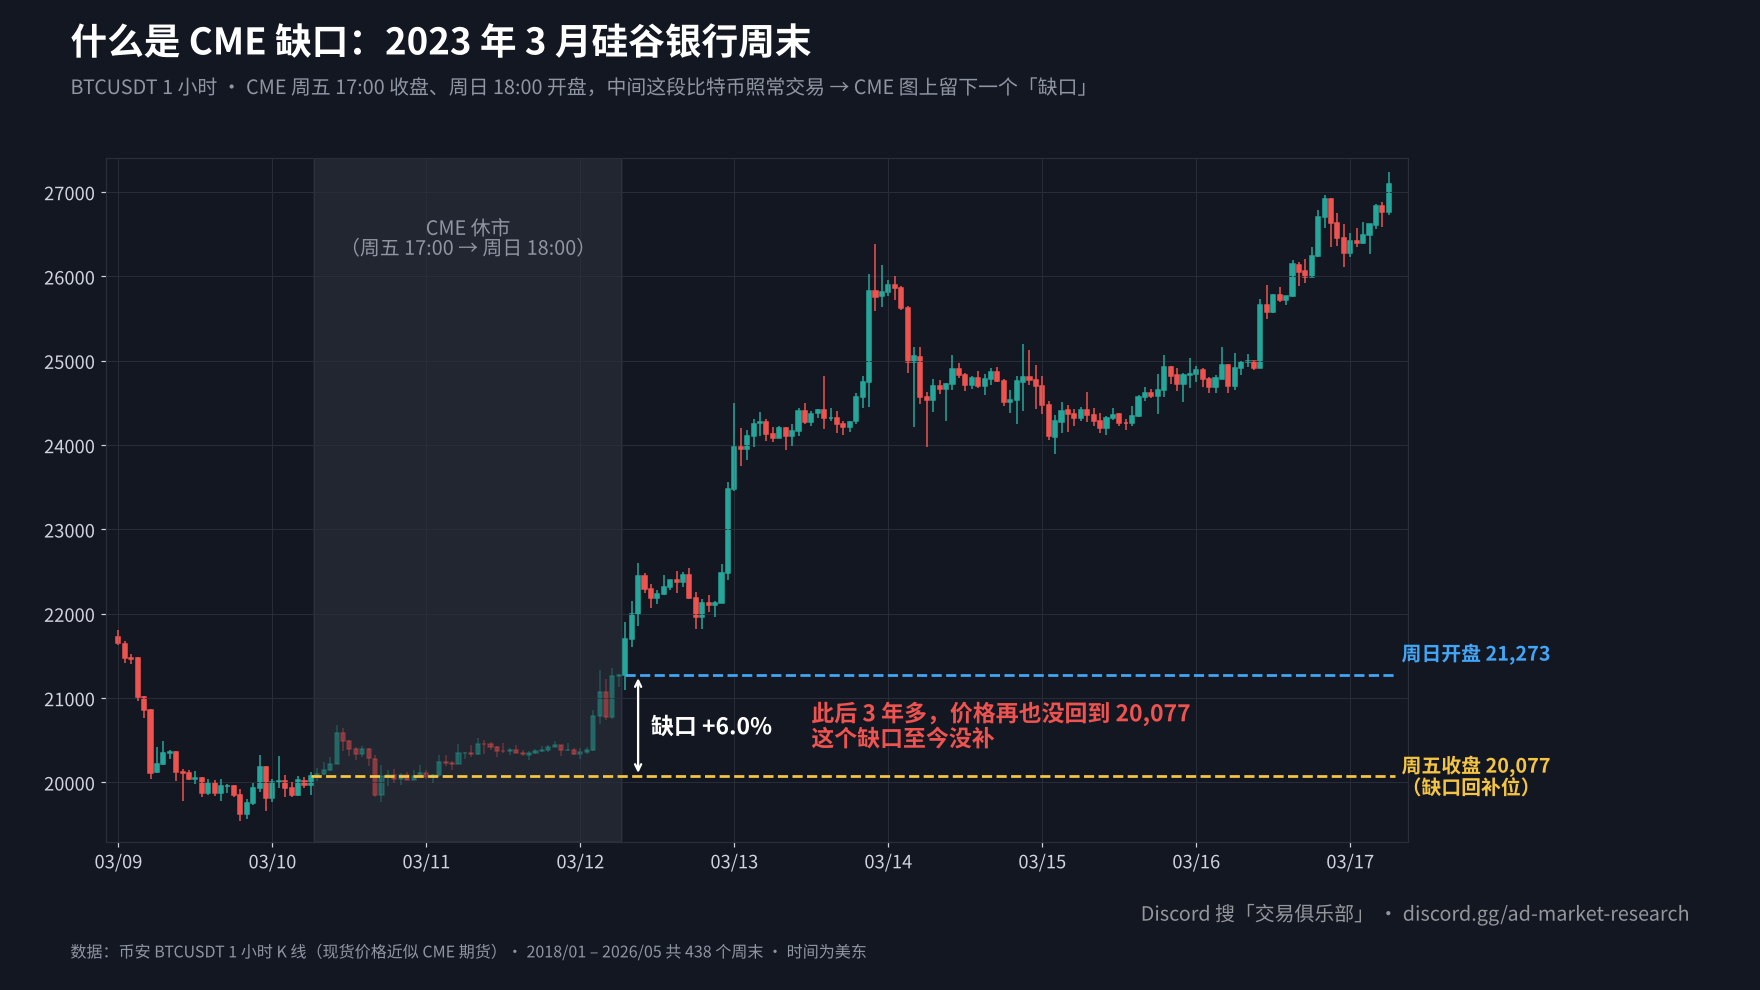 什么是 CME 缺口：2023 年 3 月硅谷银行周末
BTCUSDT 1 小时 · CME 周五 17:00 收盘、周日 18:00 开盘，中间这段比特币照常交易 → CME 图上留下一个「缺口」
27000
26000
25000
24000
23000
22000
21000
20000
CME 休市
（周五 17:00 → 周日 18:00）
周日开盘 21,273
缺口 +6.0%
此后 3 年多，价格再也没回到 20,077
这个缺口至今没补
周五收盘 20,077
（缺口回补位）
03/09
03/10
03/11
03/12
03/13
03/14
03/15
03/16
03/17
Discord 搜「交易俱乐部」 · discord.gg/ad-market-research
数据：币安 BTCUSDT 1 小时 K 线（现货价格近似 CME 期货） · 2018/01 – 2026/05 共 438 个周末 · 时间为美东